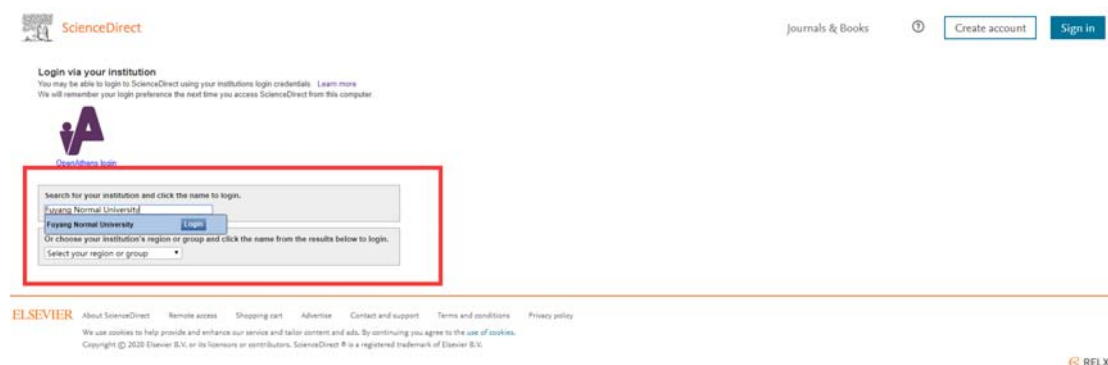 ScienceDirect
Journals & Books
?
Create account
Sign in
Login via your institution
You may be able to login to ScienceDirect using your institutions login credentials. Learn more
We will remember your login preference the next time you access ScienceDirect from this computer.
OpenAthens login
Search for your institution and click the name to login.
Fuyang Normal University
Fuyang Normal University Login
Or choose your institution's region or group and click the name from the results below to login.
Select your region or group
ELSEVIER
About ScienceDirect Remote access Shopping cart Advertise Contact and support Terms and conditions Privacy policy
We use cookies to help provide and enhance our service and tailor content and ads. By continuing you agree to the use of cookies.
Copyright © 2020 Elsevier B.V. or its licensors or contributors. ScienceDirect ® is a registered trademark of Elsevier B.V.
RELX